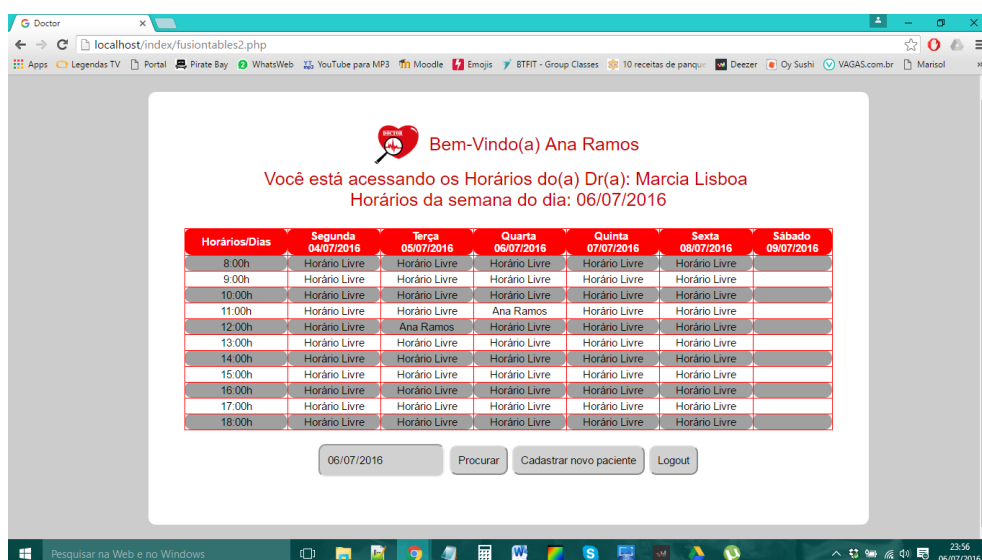 G Doctor
localhost/index/fusiontables2.php
Apps Legendas TV Portal Pirate Bay WhatsWeb YouTube para MP3 Moodle Emojis BTFIT - Group Classes 10 receitas de panque Deezer Oy Sushi VAGAS.com.br Marisol
DOCTOR
Bem-Vindo(a) Ana Ramos
Você está acessando os Horários do(a) Dr(a): Marcia Lisboa
Horários da semana do dia: 06/07/2016
Horários/Dias Segunda Terça Quarta Quinta Sexta Sábado
04/07/2016 05/07/2016 06/07/2016 07/07/2016 08/07/2016 09/07/2016
8:00h Horário Livre Horário Livre Horário Livre Horário Livre Horário Livre
9:00h Horário Livre Horário Livre Horário Livre Horário Livre Horário Livre
10:00h Horário Livre Horário Livre Horário Livre Horário Livre Horário Livre
11:00h Horário Livre Horário Livre Ana Ramos Horário Livre Horário Livre
12:00h Horário Livre Ana Ramos Horário Livre Horário Livre Horário Livre
13:00h Horário Livre Horário Livre Horário Livre Horário Livre Horário Livre
14:00h Horário Livre Horário Livre Horário Livre Horário Livre Horário Livre
15:00h Horário Livre Horário Livre Horário Livre Horário Livre Horário Livre
16:00h Horário Livre Horário Livre Horário Livre Horário Livre Horário Livre
17:00h Horário Livre Horário Livre Horário Livre Horário Livre Horário Livre
18:00h Horário Livre Horário Livre Horário Livre Horário Livre Horário Livre
06/07/2016 Procurar Cadastrar novo paciente Logout
Pesquisar na Web e no Windows
23:56
06/07/2016